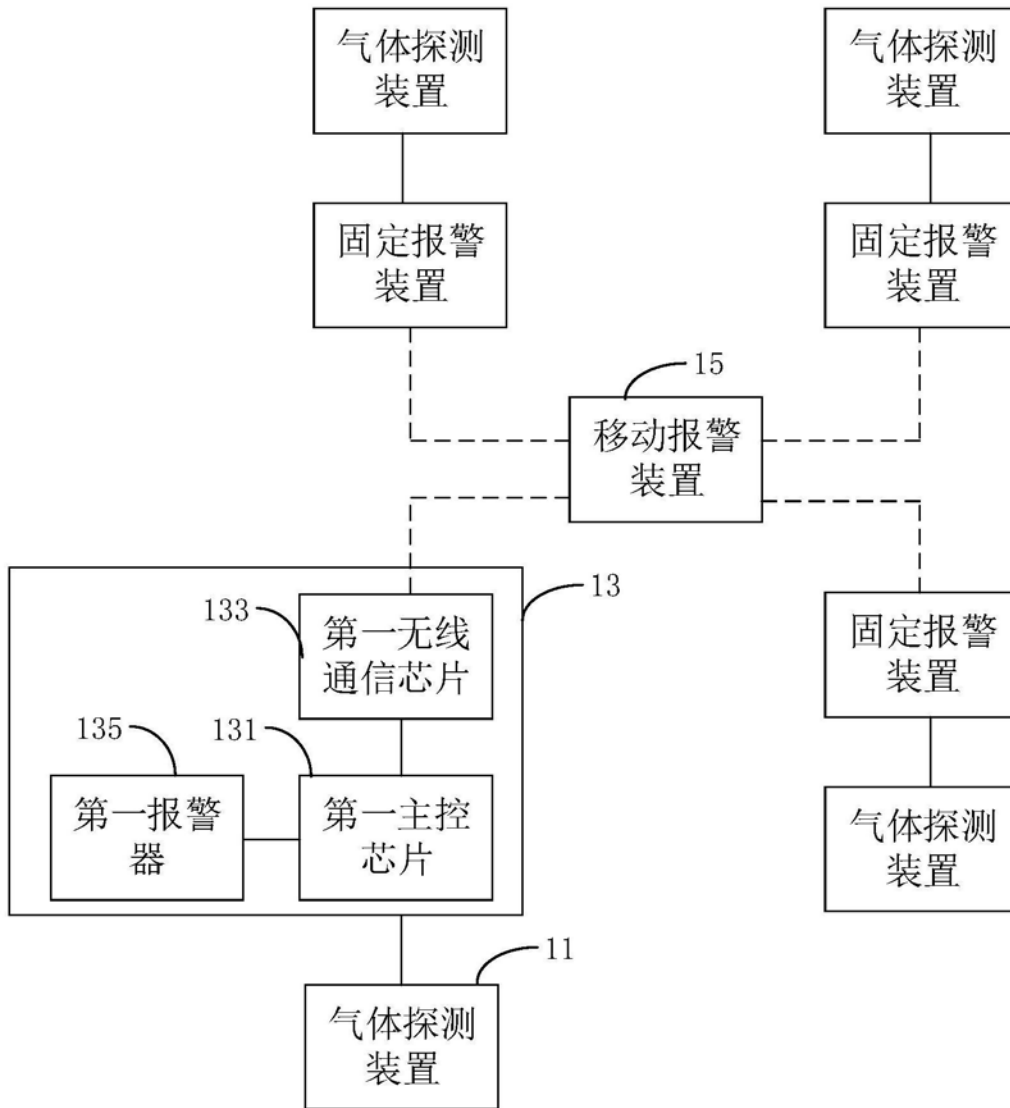 气体探测
装置
气体探测
装置
固定报警
装置
固定报警
装置
15
移动报警
装置
13
133
第一无线
通信芯片
固定报警
装置
135
131
第一报警
器
第一主控
芯片
气体探测
装置
11
气体探测
装置